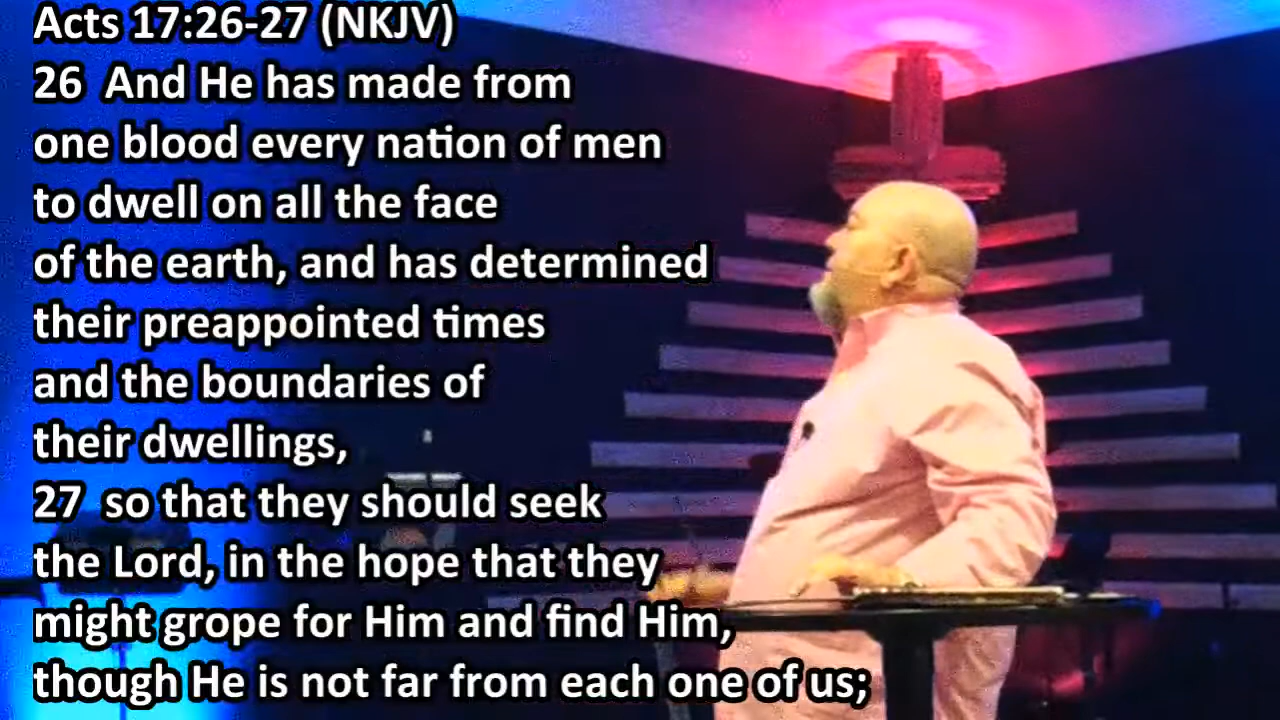 Acts 17:26-27 (NKJV)
26 And He has made from
one blood every nation of men
to dwell on all the face
of the earth, and has determined
their preappointed times
and the boundaries of
their dwellings,
27 so that they should seek
the Lord, in the hope that they
might grope for Him and find Him,
though He is not far from each one of us;